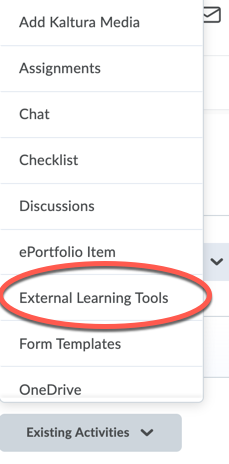 Add Kaltura Media
Assignments
Chat
Checklist
Discussions
ePortfolio Item
External Learning Tools
Form Templates
OneDrive
Existing Activities